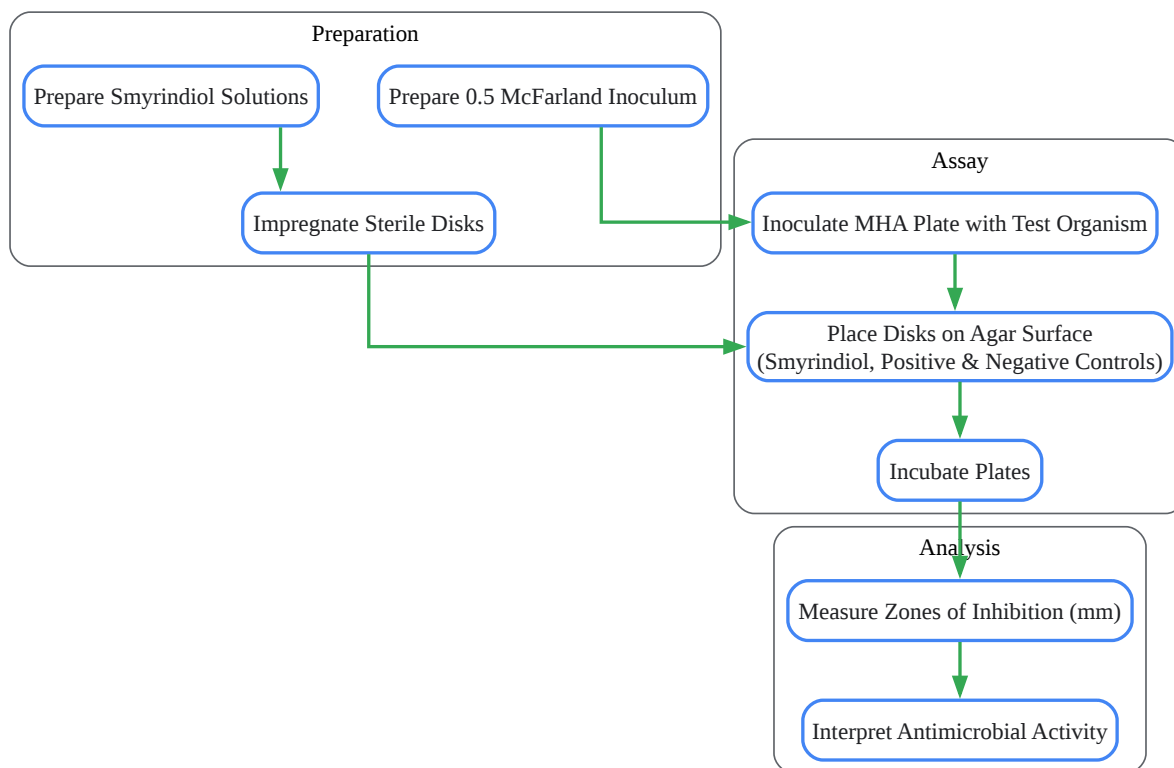 Preparation
Prepare Smyrindiol Solutions
Prepare 0.5 McFarland Inoculum
Impregnate Sterile Disks
Assay
Inoculate MHA Plate with Test Organism
Place Disks on Agar Surface
(Smyrindiol, Positive & Negative Controls)
Incubate Plates
Analysis
Measure Zones of Inhibition (mm)
Interpret Antimicrobial Activity